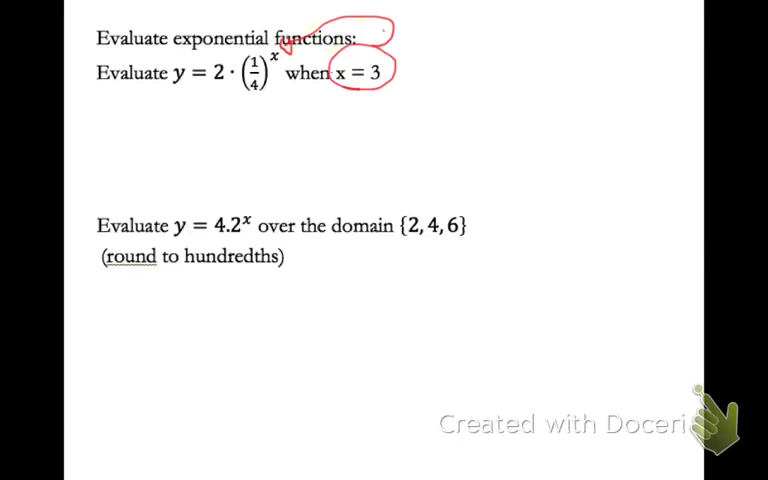 Evaluate exponential functions:
Evaluate y = 2 · (1/4)^x when x = 3
Evaluate y = 4.2^x over the domain {2, 4, 6}
(round to hundredths)
Created with Doceri